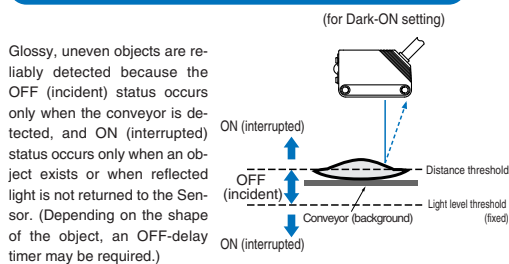 (for Dark-ON setting)
Glossy, uneven objects are re-
liably detected because the
OFF (incident) status occurs
only when the conveyor is de-
tected, and ON (interrupted)
status occurs only when an ob-
ject exists or when reflected
light is not returned to the Sen-
sor. (Depending on the shape
of the object, an OFF-delay
timer may be required.)
ON (interrupted)
OFF
(incident)
ON (interrupted)
Distance threshold
Light level threshold
(fixed)
Conveyor (background)